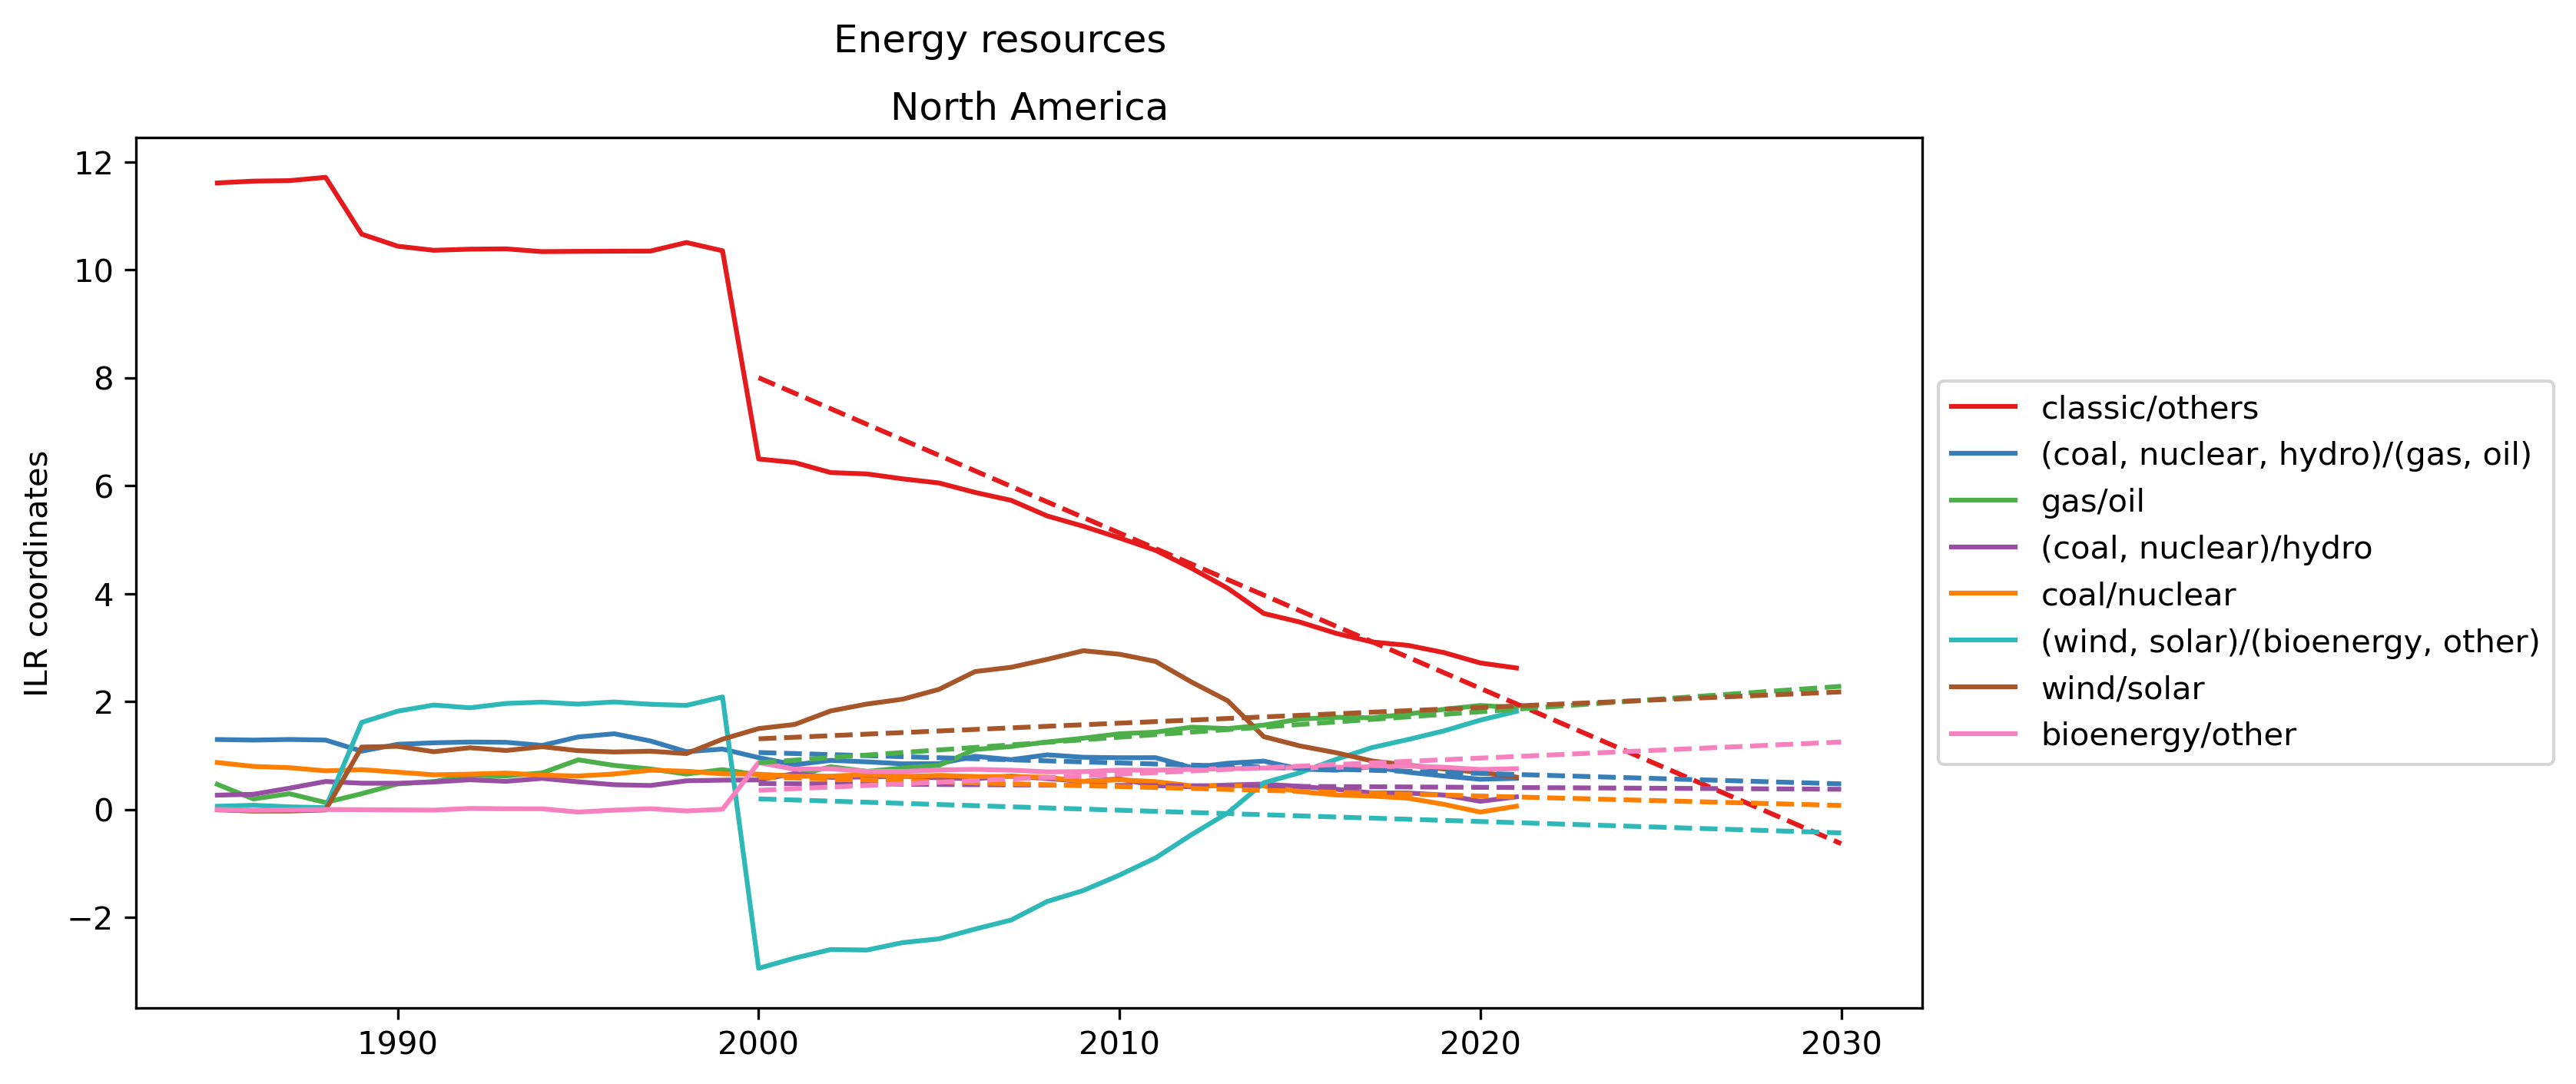 Energy resources
North America
ILR coordinates
12
10
8
6
4
2
0
−2
1990
2000
2010
2020
2030
classic/others
(coal, nuclear, hydro)/(gas, oil)
gas/oil
(coal, nuclear)/hydro
coal/nuclear
(wind, solar)/(bioenergy, other)
wind/solar
bioenergy/other